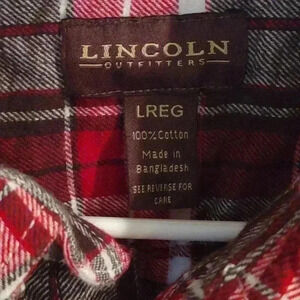 LINCOLN
OUTFITTERS
LREG
100% Cotton
Made in
Bangladesh
SEE REVERSE FOR
CARE